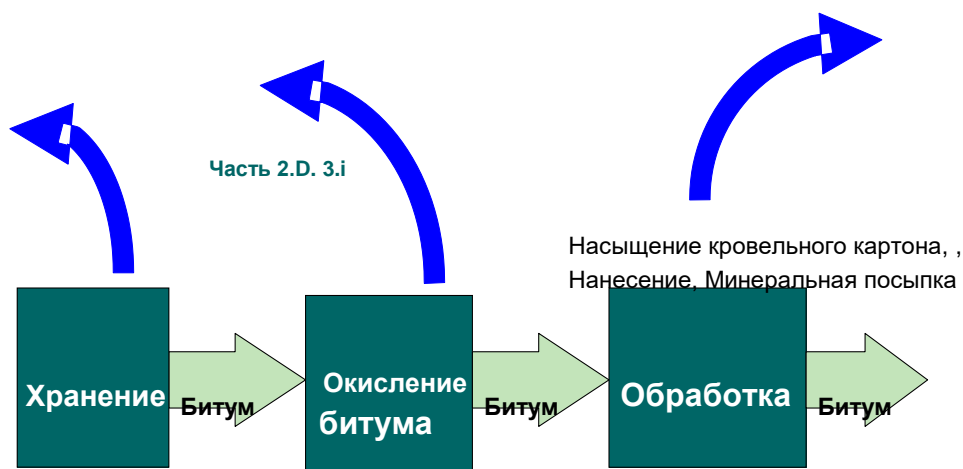 Часть 2.D. 3.i
Насыщение кровельного картона, ,
Нанесение, Минеральная посыпка
Хранение
Битум
Окисление
битума
Битум
Обработка
Битум